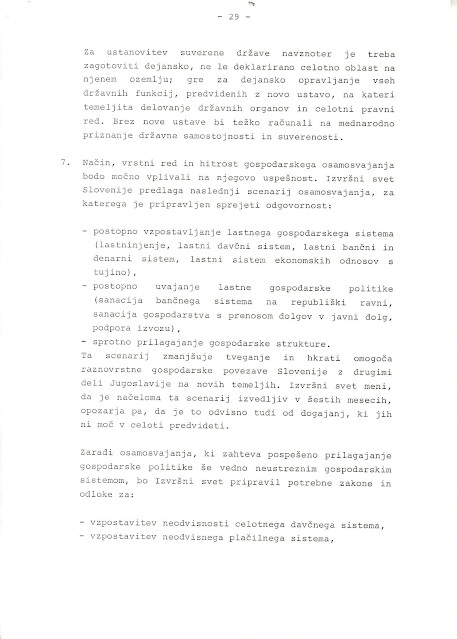 - 29 -
Za ustanovitev suverene države navznoter je treba
zagotoviti dejansko, ne le deklarirano celotno oblast na
njenem ozemlju; gre za dejansko opravljanje vseh
državnih funkcij, predvidenih z novo ustavo, na kateri
temeljita delovanje državnih organov in celotni pravni
red. Brez nove ustave bi težko računali na mednarodno
priznanje državne samostojnosti in suverenosti.
7. Način, vrstni red in hitrost gospodarskega osamosvajanja
bodo močno vplivali na njegovo uspešnost. Izvršni svet
Slovenije predlaga naslednji scenarij osamosvajanja, za
katerega je pripravljen sprejeti odgovornost:
- postopno vzpostavljanje lastnega gospodarskega sistema
(lastninjenje, lastni davčni sistem, lastni bančni in
denarni sistem, lastni sistem ekonomskih odnosov s
tujino),
- postopno uvajanje lastne gospodarske politike
(sanacija bančnega sistema na republiški ravni,
sanacija gospodarstva s prenosom dolgov v javni dolg,
podpora izvozu),
- sprotno prilagajanje gospodarske strukture.
Ta scenarij zmanjšuje tveganje in hkrati omogoča
raznovrstne gospodarske povezave Slovenije z drugimi
deli Jugoslavije na novih temeljih. Izvršni svet meni,
da je načeloma ta scenarij izvedljiv v šestih mesecih,
opozarja pa, da je to odvisno tudi od dogajanj, ki jih
ni moč v celoti predvideti.
Zaradi osamosvajanja, ki zahteva pospešeno prilagajanje
gospodarske politike še vedno neustreznim gospodarskim
sistemom, bo Izvršni svet pripravil potrebne zakone in
odloke za:
- vzpostavitev neodvisnosti celotnega davčnega sistema,
- vzpostavitev neodvisnega plačilnega sistema,